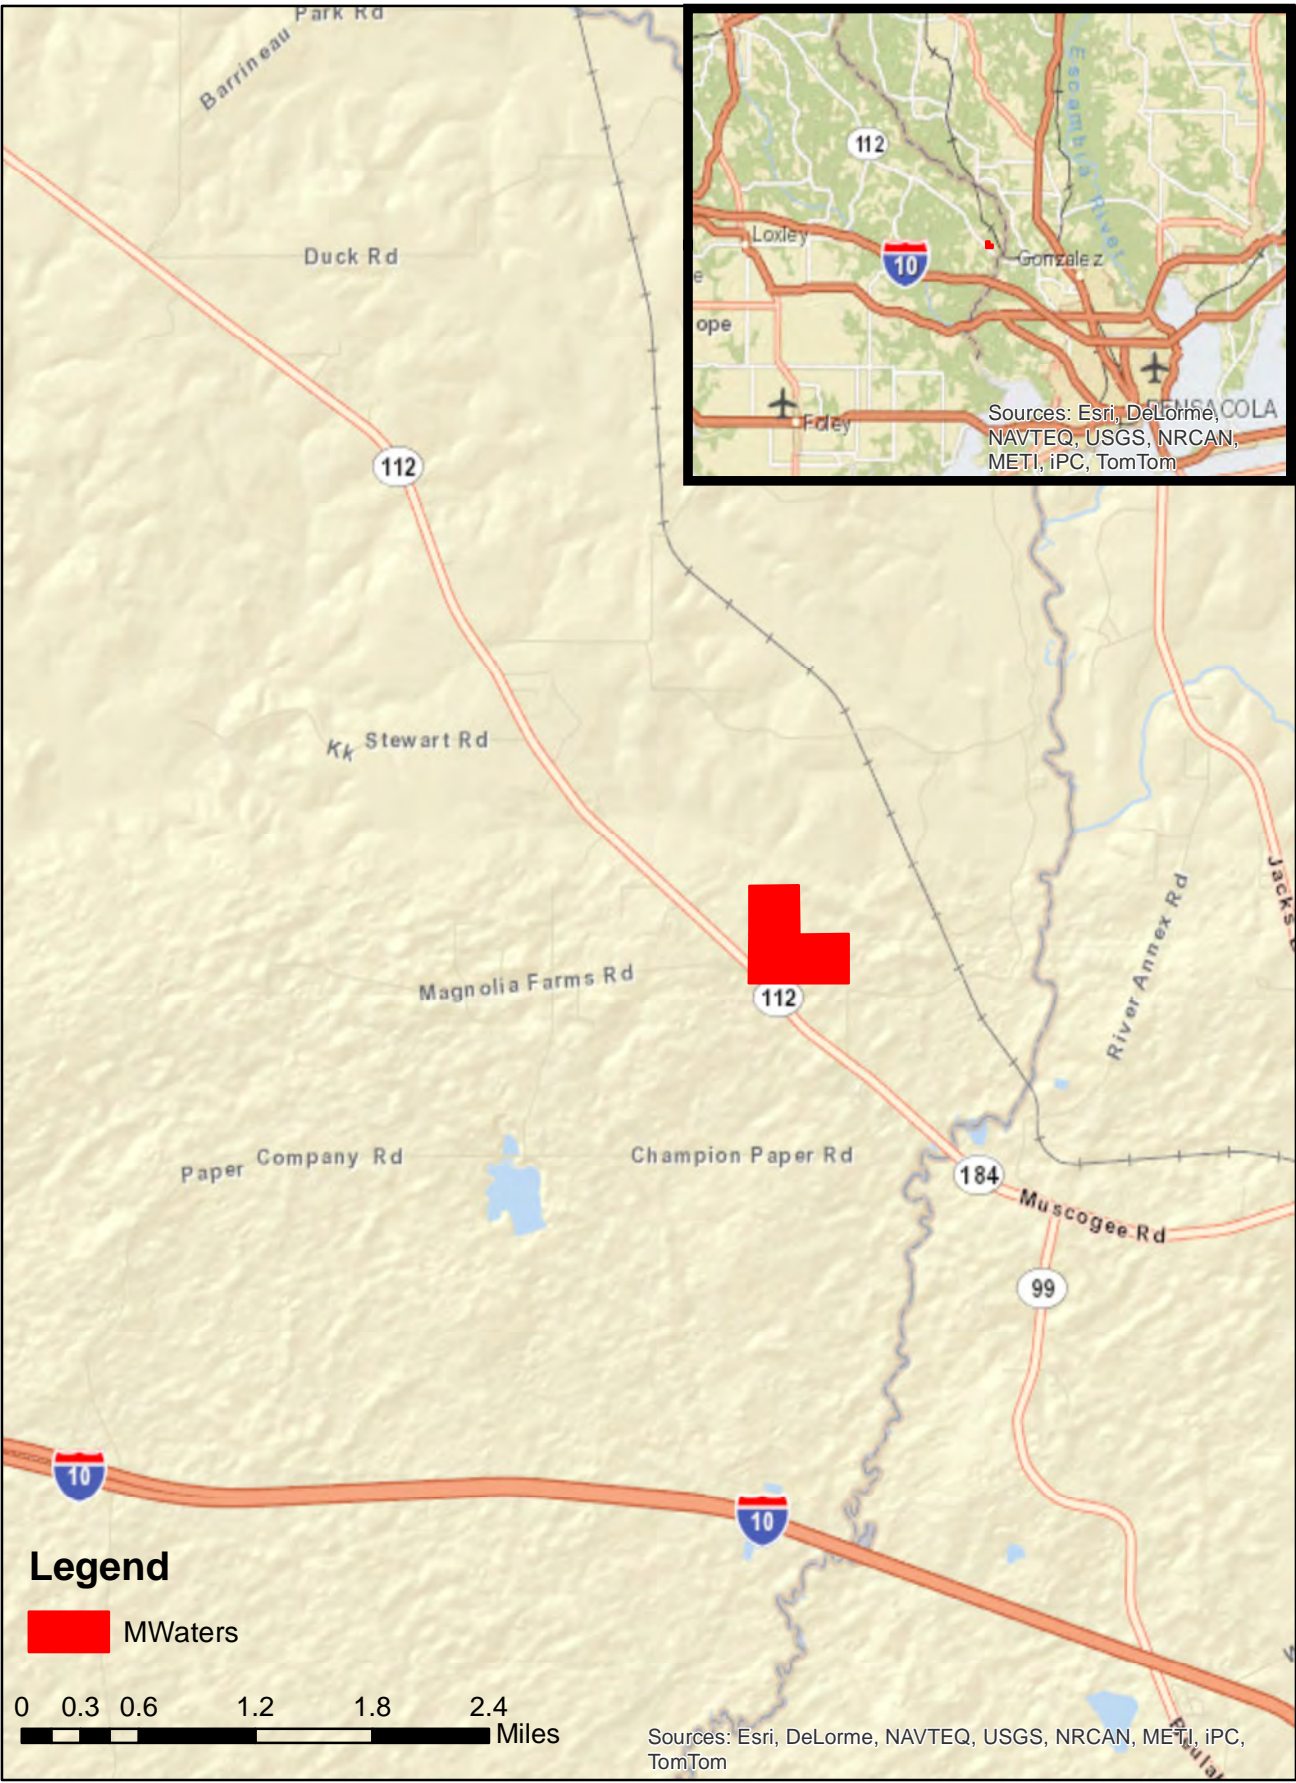 Park Rd
Barrineau
Duck Rd
112
Kk Stewart Rd
Magnolia Farms Rd
112
River Annex Rd
Paper Company Rd
Champion Paper Rd
184
Muscogee Rd
99
10
10
112
Escambia River
Loxley
10
Gonzalez
e
ope
Foley
PENSACOLA
Sources: Esri, DeLorme,
NAVTEQ, USGS, NRCAN,
METI, iPC, TomTom
Legend
MWaters
0 0.3 0.6 1.2 1.8 2.4
Miles
Sources: Esri, DeLorme, NAVTEQ, USGS, NRCAN, METI, iPC,
TomTom